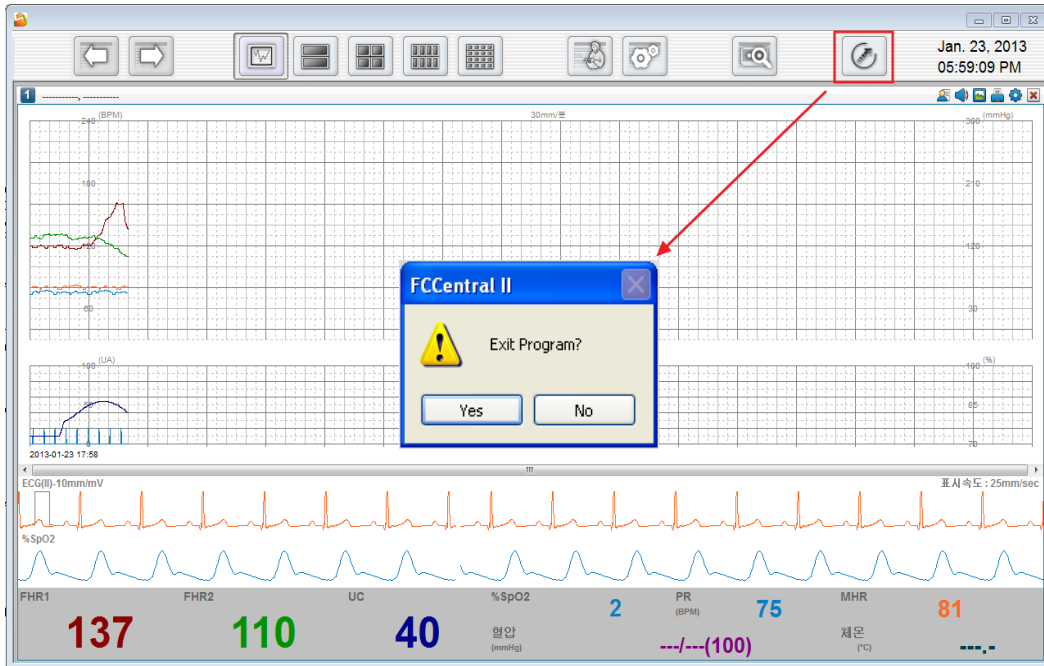 Jan. 23, 2013
05:59:09 PM
1 -----------, -----------
240 (BPM)
30mm/분
300 (mmHg)
180
210
120
120
60
30
FCCentral II
Exit Program?
Yes No
100 (UA)
100 (%)
50
85
0
70
2013-01-23 17:58
ECG(II)-10mm/mV
표시속도 : 25mm/sec
%SpO2
FHR1 FHR2 UC %SpO2 2 PR (BPM) 75 MHR 81
137 110 40 혈압 (mmHg) ---/---(100) 체온 (°C) ---.-